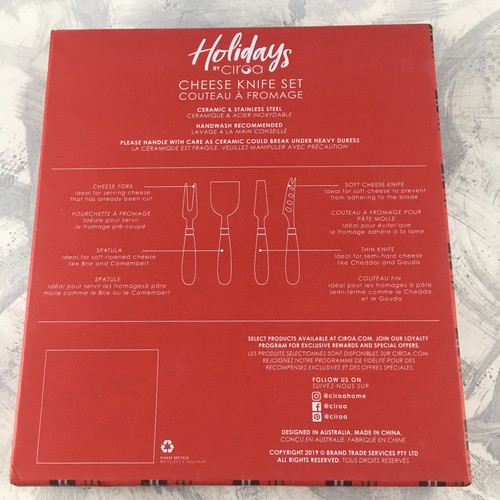 Holidays
BY ciroa
CHEESE KNIFE SET
COUTEAU À FROMAGE
CERAMIC & STAINLESS STEEL
CERAMIQUE & ACIER INOXYDABLE
HANDWASH RECOMMENDED
LAVAGE À LA MAIN CONSEILLÉ
PLEASE HANDLE WITH CARE AS CERAMIC COULD BREAK UNDER HEAVY DURESS
LA CÉRAMIQUE EST FRAGILE, VEUILLEZ MANIPULER AVEC PRÉCAUTION
CHEESE FORK
Ideal for serving cheese
that has already been cut
FOURCHETTE À FROMAGE
Idéale pour servir
le fromage pré-coupé
SPATULA
Ideal for soft-ripened cheese
like Brie and Camembert
SPATULE
Idéal pour servir les fromagesà pâte
molle comme le Brie ou le Camembert
SOFT CHEESE KNIFE
Ideal for soft cheese to prevent
from adhering to the blade
COUTEAU À FROMAGE POUR
PÂTE MOLLE
Idéal pour éviter que
le fromage adhère à la lame
THIN KNIFE
Ideal for semi-hard cheese
like Cheddar and Gouda
COUTEAU FIN
Idéal pour les fromages à pâte
semi-ferme comme le Chedda
et le Gouda
SELECT PRODUCTS AVAILABLE AT CIROA.COM. JOIN OUR LOYALTY
PROGRAM FOR EXCLUSIVE REWARDS AND SPECIAL OFFERS.
LES PRODUITS SÉLECTIONNÉS SONT DISPONIBLES SUR CIROA.COM.
REJOIGNEZ NOTRE PROGRAMME DE FIDÉLITÉ POUR DES
RÉCOMPENSES EXCLUSIVES ET DES OFFRES SPÉCIALES.
FOLLOW US ON
SUIVEZ-NOUS SUR
@ciroahome
@ciroa
@ciroa
DESIGNED IN AUSTRALIA. MADE IN CHINA.
CONÇU EN AUSTRALIE, FABRIQUÉ EN CHINE
COPYRIGHT 2019 © BRAND TRADE SERVICES PTY LTD
ALL RIGHTS RESERVED. TOUS DROITS RÉSERVÉS.
PLEASE RECYCLE